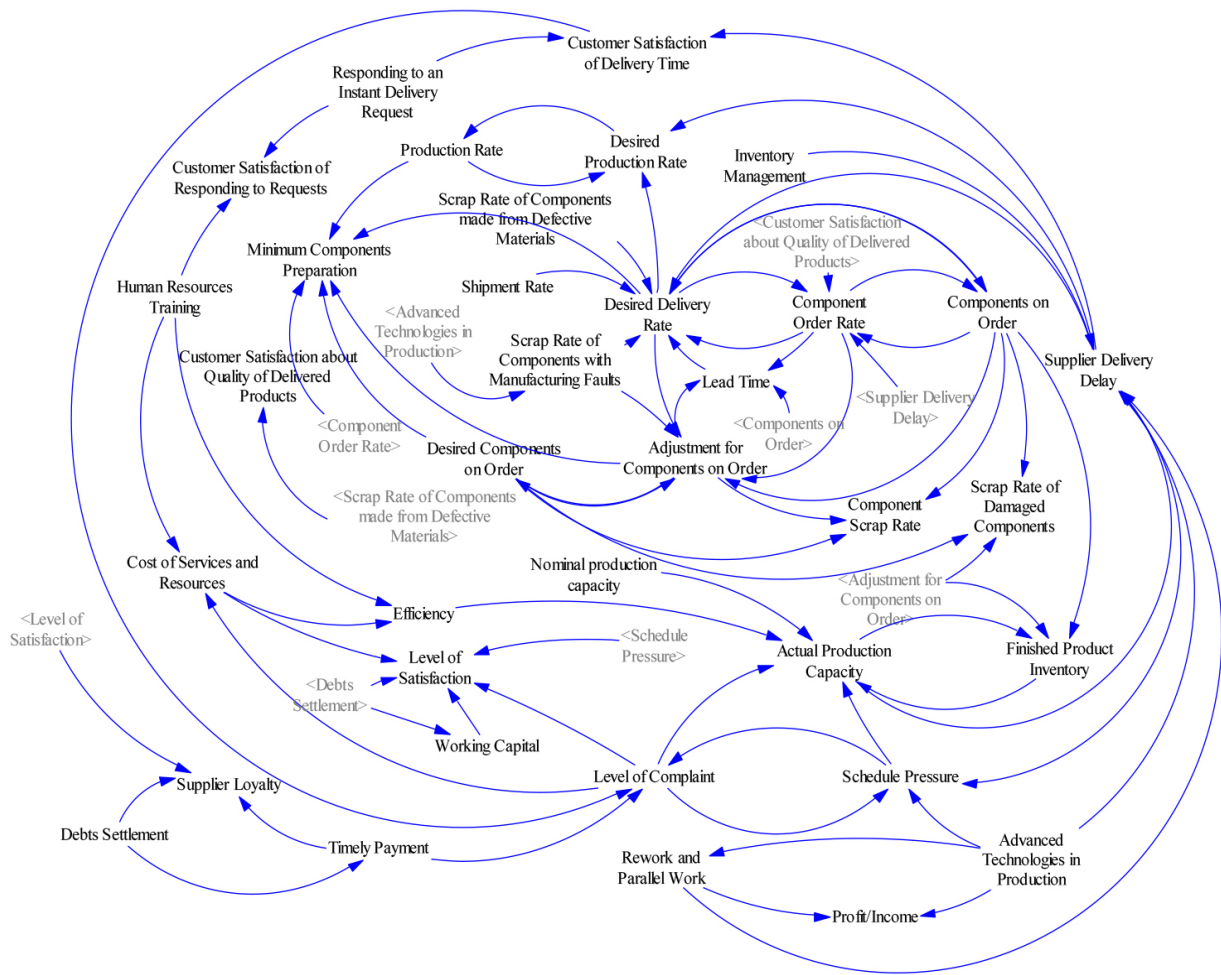 Customer Satisfaction
of Delivery Time
Responding to an
Instant Delivery
Request
Production Rate
Desired
Production Rate
Inventory
Management
Customer Satisfaction of
Responding to Requests
Scrap Rate of Components
made from Defective
Materials
<Customer Satisfaction
about Quality of Delivered
Products>
Minimum Components
Preparation
Human Resources
Training
Shipment Rate
Desired Delivery
Rate
Component
Order Rate
Components on
Order
<Advanced
Technologies in
Production>
Scrap Rate of
Components with
Manufacturing Faults
Supplier Delivery
Delay
Customer Satisfaction about
Quality of Delivered
Products
Lead Time
<Supplier Delivery
Delay>
<Component
Order Rate>
<Components on
Order>
Desired Components
on Order
Adjustment for
Components on Order
<Scrap Rate of Components
made from Defective
Materials>
Component
Scrap Rate
Scrap Rate of
Damaged
Components
Cost of Services and
Resources
Nominal production
capacity
<Adjustment for
Components on
Order>
Efficiency
<Level of
Satisfaction>
<Schedule
Pressure>
Level of
Satisfaction
Actual Production
Capacity
Finished Product
Inventory
<Debts
Settlement>
Working Capital
Supplier Loyalty
Level of Complaint
Schedule Pressure
Debts Settlement
Timely Payment
Rework and
Parallel Work
Advanced
Technologies in
Production
Profit/Income